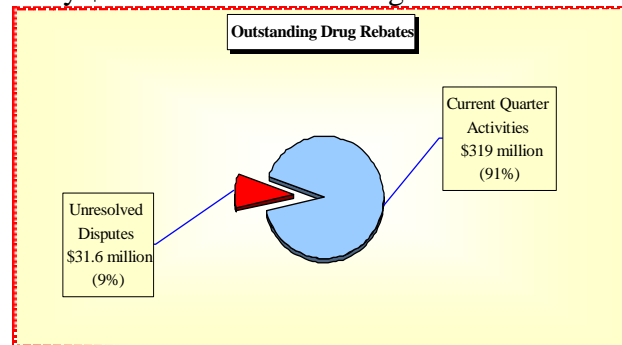 Outstanding Drug Rebates
Current Quarter
Activities
$319 million
(91%)
Unresolved
Disputes
$31.6 million
(9%)